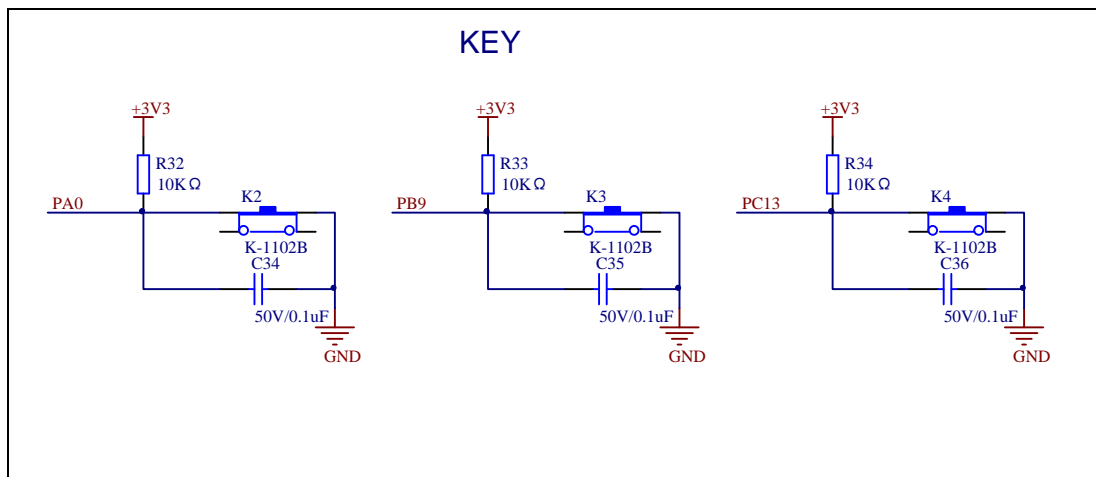 KEY
+3V3
R32
10KΩ
PA0
K2
K-1102B
C34
50V/0.1uF
GND
+3V3
R33
10KΩ
PB9
K3
K-1102B
C35
50V/0.1uF
GND
+3V3
R34
10KΩ
PC13
K4
K-1102B
C36
50V/0.1uF
GND